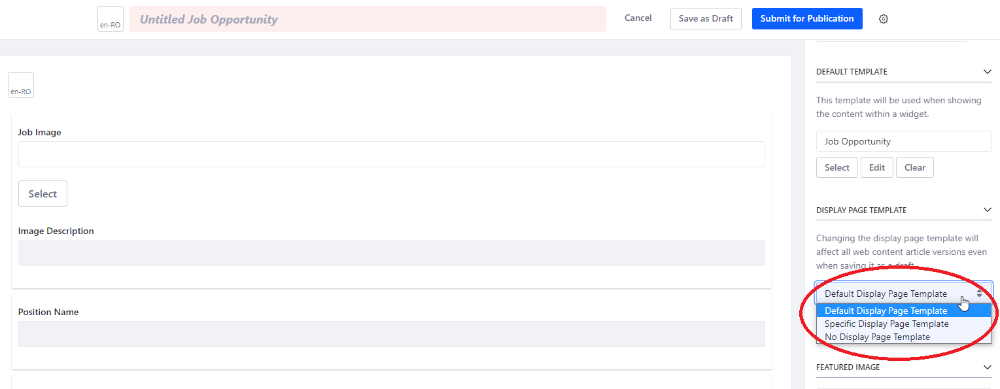 en-RO
Untitled Job Opportunity
Cancel
Save as Draft
Submit for Publication
en-RO
Job Image
Select
Image Description
Position Name
DEFAULT TEMPLATE
This template will be used when showing
the content within a widget.
Job Opportunity
Select
Edit
Clear
DISPLAY PAGE TEMPLATE
Changing the display page template will
affect all web content article versions even
when saving it as a draft.
Default Display Page Template
Default Display Page Template
Specific Display Page Template
No Display Page Template
FEATURED IMAGE